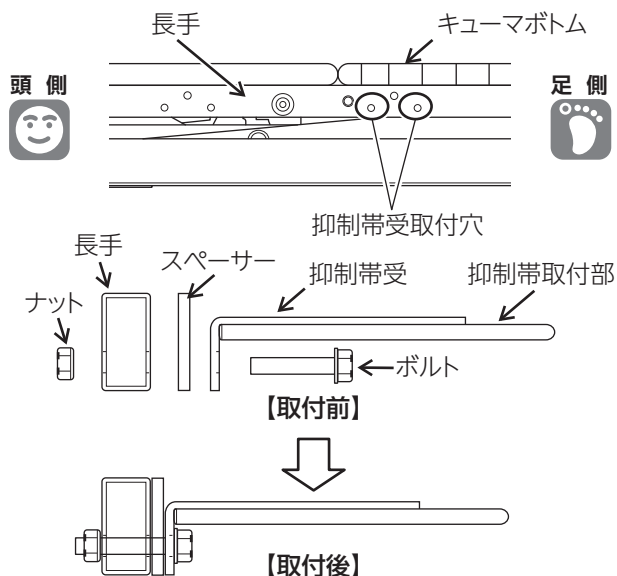 長手
キューマボトム
頭 側
足 側
抑制帯受取付穴
長手
スペーサー
抑制帯受
抑制帯取付部
ナット
ボルト
【取付前】
【取付後】